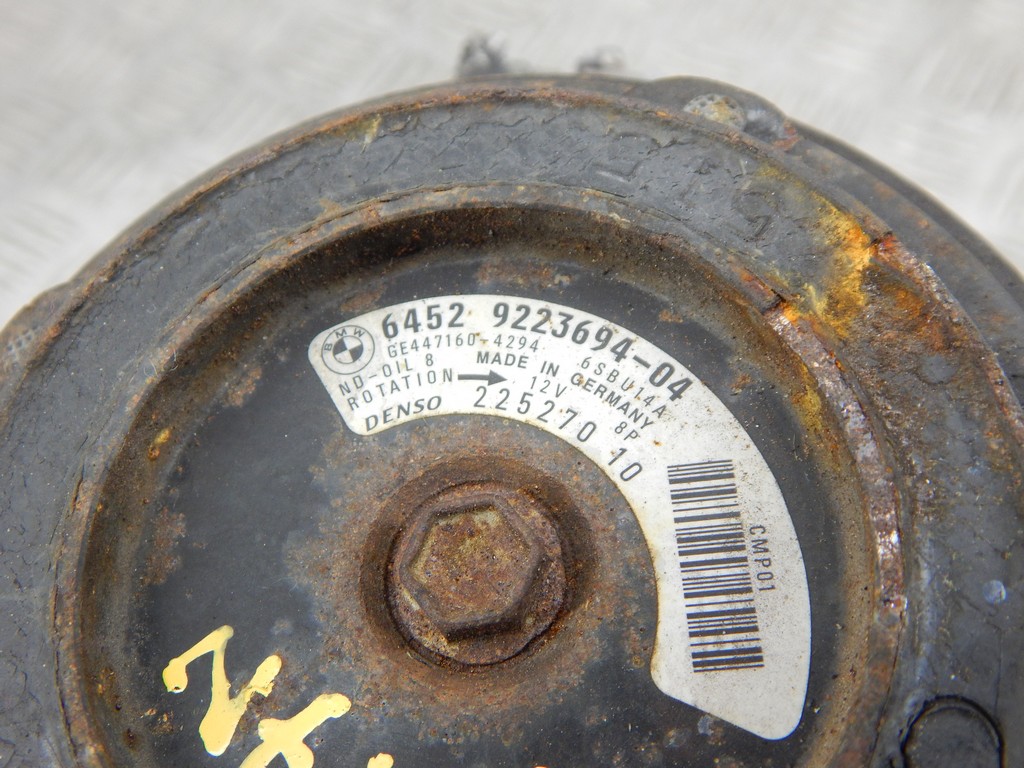 BMW
6452 9223694-04
GE447160-4294 6SBU14A
ND-OIL 8 MADE IN GERMANY
ROTATION 12V 8P
DENSO 225270 10
CMP01